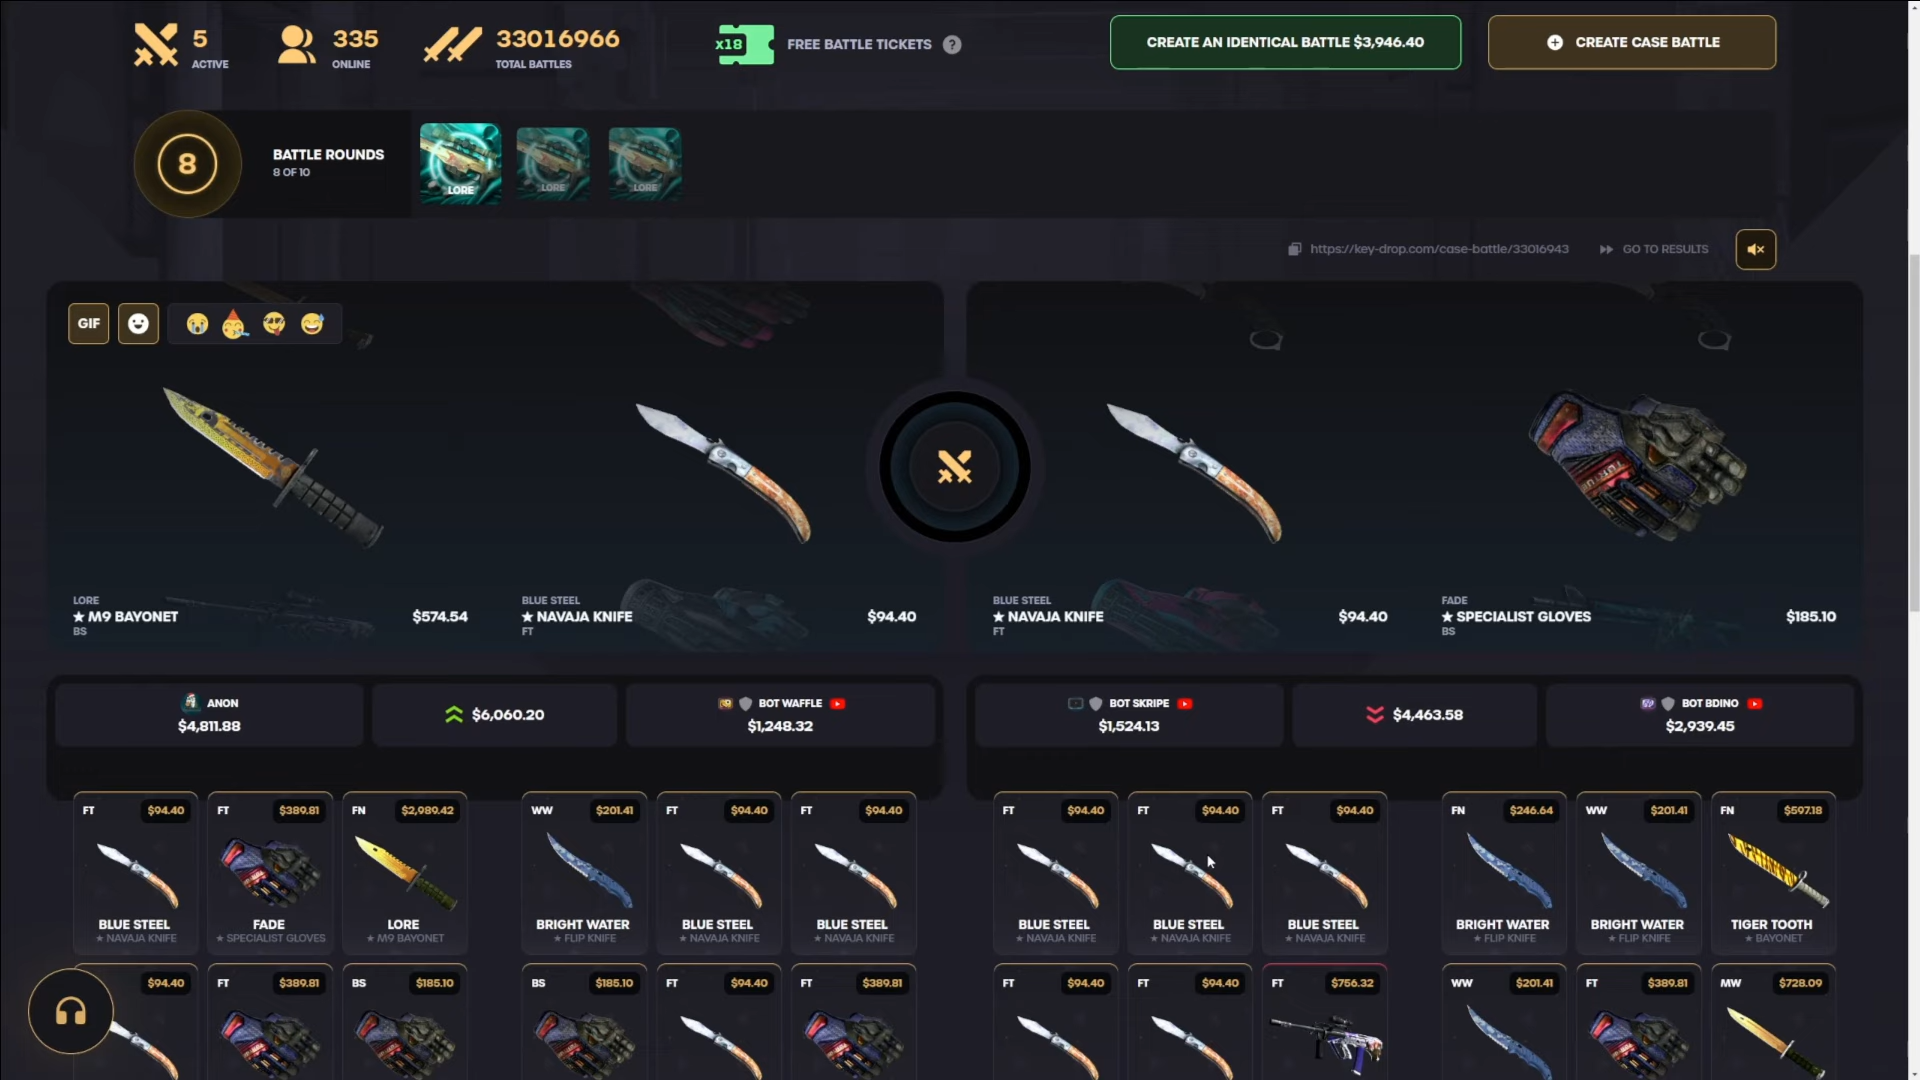 5
ACTIVE
335
ONLINE
33016966
TOTAL BATTLES
x18
FREE BATTLE TICKETS ?
CREATE AN IDENTICAL BATTLE $3,946.40
CREATE CASE BATTLE
8
BATTLE ROUNDS
8 OF 10
LORE
LORE
LORE
https://key-drop.com/case-battle/33016943
GO TO RESULTS
GIF
LORE
★ M9 BAYONET $574.54
BS
BLUE STEEL
★ NAVAJA KNIFE $94.40
FT
BLUE STEEL
★ NAVAJA KNIFE $94.40
FT
FADE
★ SPECIALIST GLOVES $185.10
BS
ANON
$4,811.88
$6,060.20
BOT WAFFLE
$1,248.32
BOT SKRIPE
$1,524.13
$4,463.58
BOT BDINO
$2,939.45
FT $94.40
BLUE STEEL
★ NAVAJA KNIFE
FT $389.81
FADE
★ SPECIALIST GLOVES
FN $2,989.42
LORE
★ M9 BAYONET
WW $201.41
BRIGHT WATER
★ FLIP KNIFE
FT $94.40
BLUE STEEL
★ NAVAJA KNIFE
FT $94.40
BLUE STEEL
★ NAVAJA KNIFE
FT $94.40
BLUE STEEL
★ NAVAJA KNIFE
FT $94.40
BLUE STEEL
★ NAVAJA KNIFE
FT $94.40
BLUE STEEL
★ NAVAJA KNIFE
FN $246.64
BRIGHT WATER
★ FLIP KNIFE
WW $201.41
BRIGHT WATER
★ FLIP KNIFE
FN $597.18
TIGER TOOTH
★ BAYONET
$94.40
FT $389.81
BS $185.10
BS $185.10
FT $94.40
FT $389.81
FT $94.40
FT $94.40
FT $756.32
WW $201.41
FT $389.81
MW $728.09